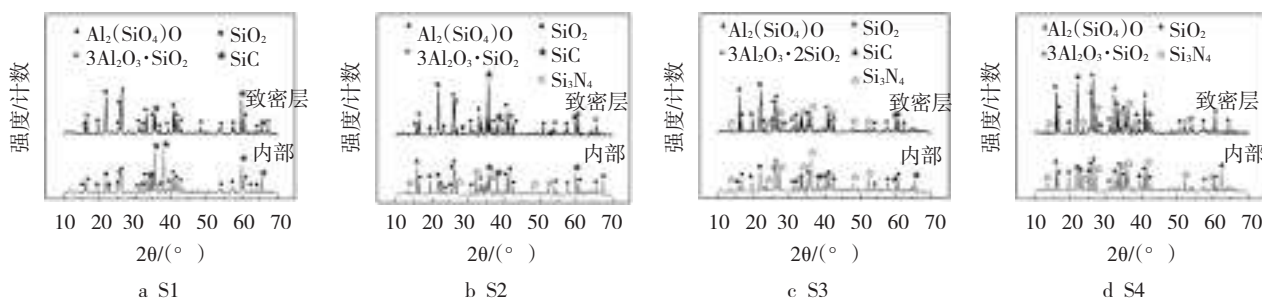 Al₂(SiO₄)O SiO₂
3Al₂O₃·SiO₂ SiC
致密层
内部
强度/计数
10 20 30 40 50 60 70
2θ/(°)
a S1
Al₂(SiO₄)O SiO₂
3Al₂O₃·SiO₂ SiC
Si₃N₄
致密层
内部
强度/计数
10 20 30 40 50 60 70
2θ/(°)
b S2
Al₂(SiO₄)O SiO₂
3Al₂O₃·2SiO₂ SiC
Si₃N₄
致密层
内部
强度/计数
10 20 30 40 50 60 70
2θ/(°)
c S3
Al₂(SiO₄)O SiO₂
3Al₂O₃·SiO₂ Si₃N₄
致密层
内部
强度/计数
10 20 30 40 50 60 70
2θ/(°)
d S4